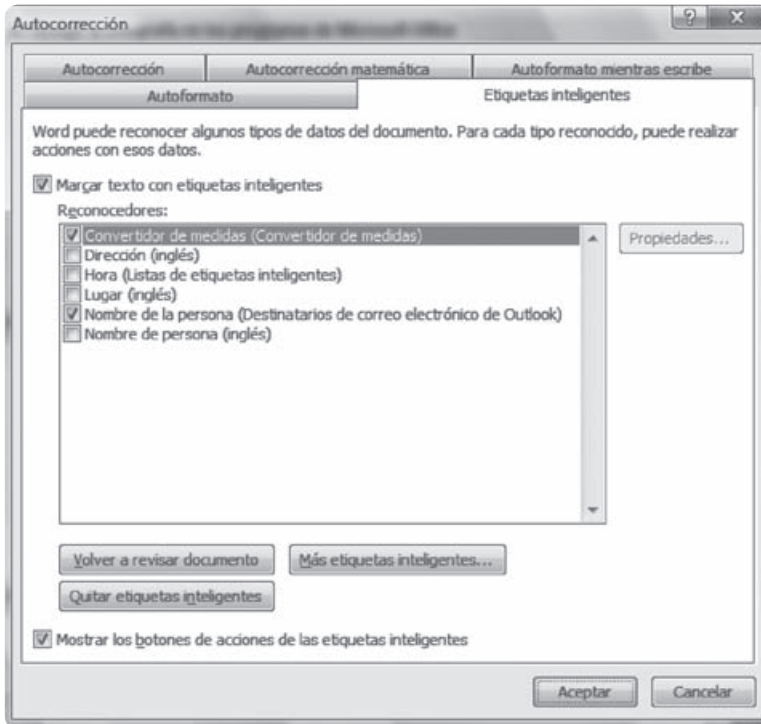 Autocorrección
Autocorrección Autocorrección matemática Autoformato mientras escribe
Autoformato Etiquetas inteligentes
Word puede reconocer algunos tipos de datos del documento. Para cada tipo reconocido, puede realizar
acciones con esos datos.
Marcar texto con etiquetas inteligentes
Reconocedores:
Convertidor de medidas (Convertidor de medidas)
Propiedades...
Dirección (inglés)
Hora (Listas de etiquetas inteligentes)
Lugar (inglés)
Nombre de la persona (Destinatarios de correo electrónico de Outlook)
Nombre de persona (inglés)
Volver a revisar documento Más etiquetas inteligentes...
Quitar etiquetas inteligentes
Mostrar los botones de acciones de las etiquetas inteligentes
Aceptar Cancelar